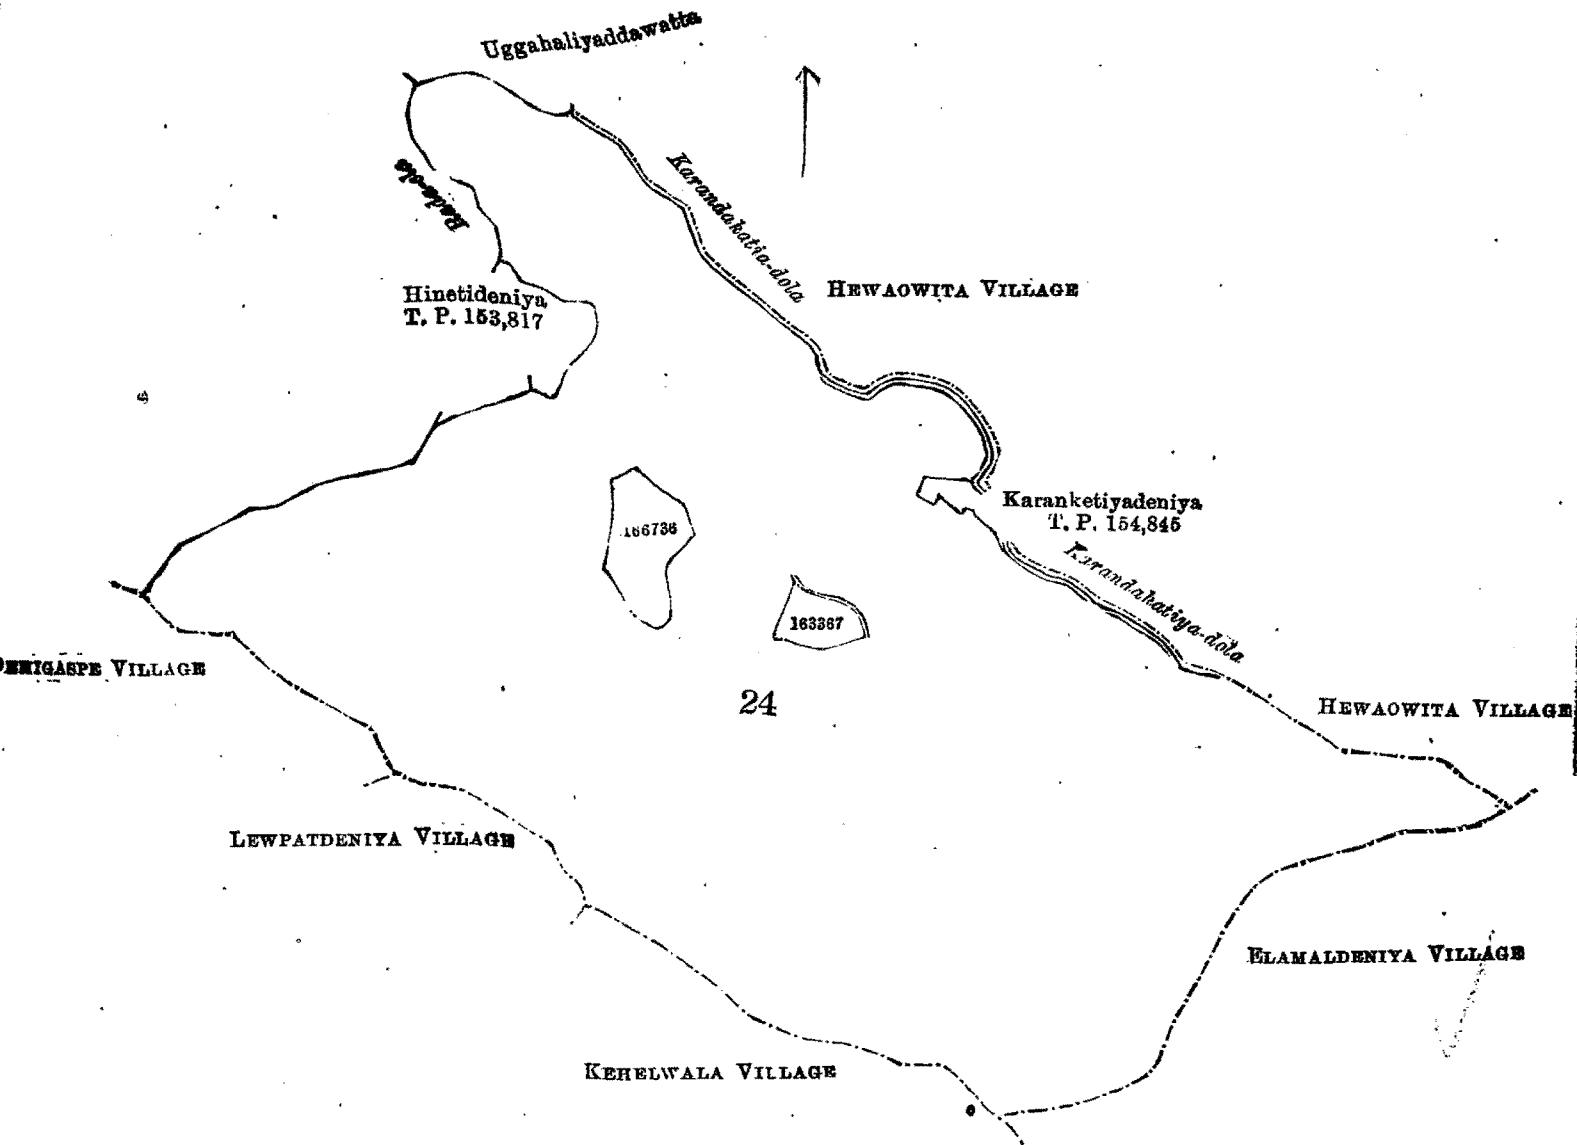 Uggahaliyaddawatta
Karandakatia-dola
HEWAOWITA VILLAGE
Hinetideniya
T. P. 153,817
Karanketiyadeniya
T. P. 154,845
166736
Karandahatiya-dola
163367
VILLAGE
24
HEWAOWITA VILLAGE
LEWPATDENIYA VILLAGE
ELAMALDENIYA VILLAGE
KEHELWALA VILLAGE